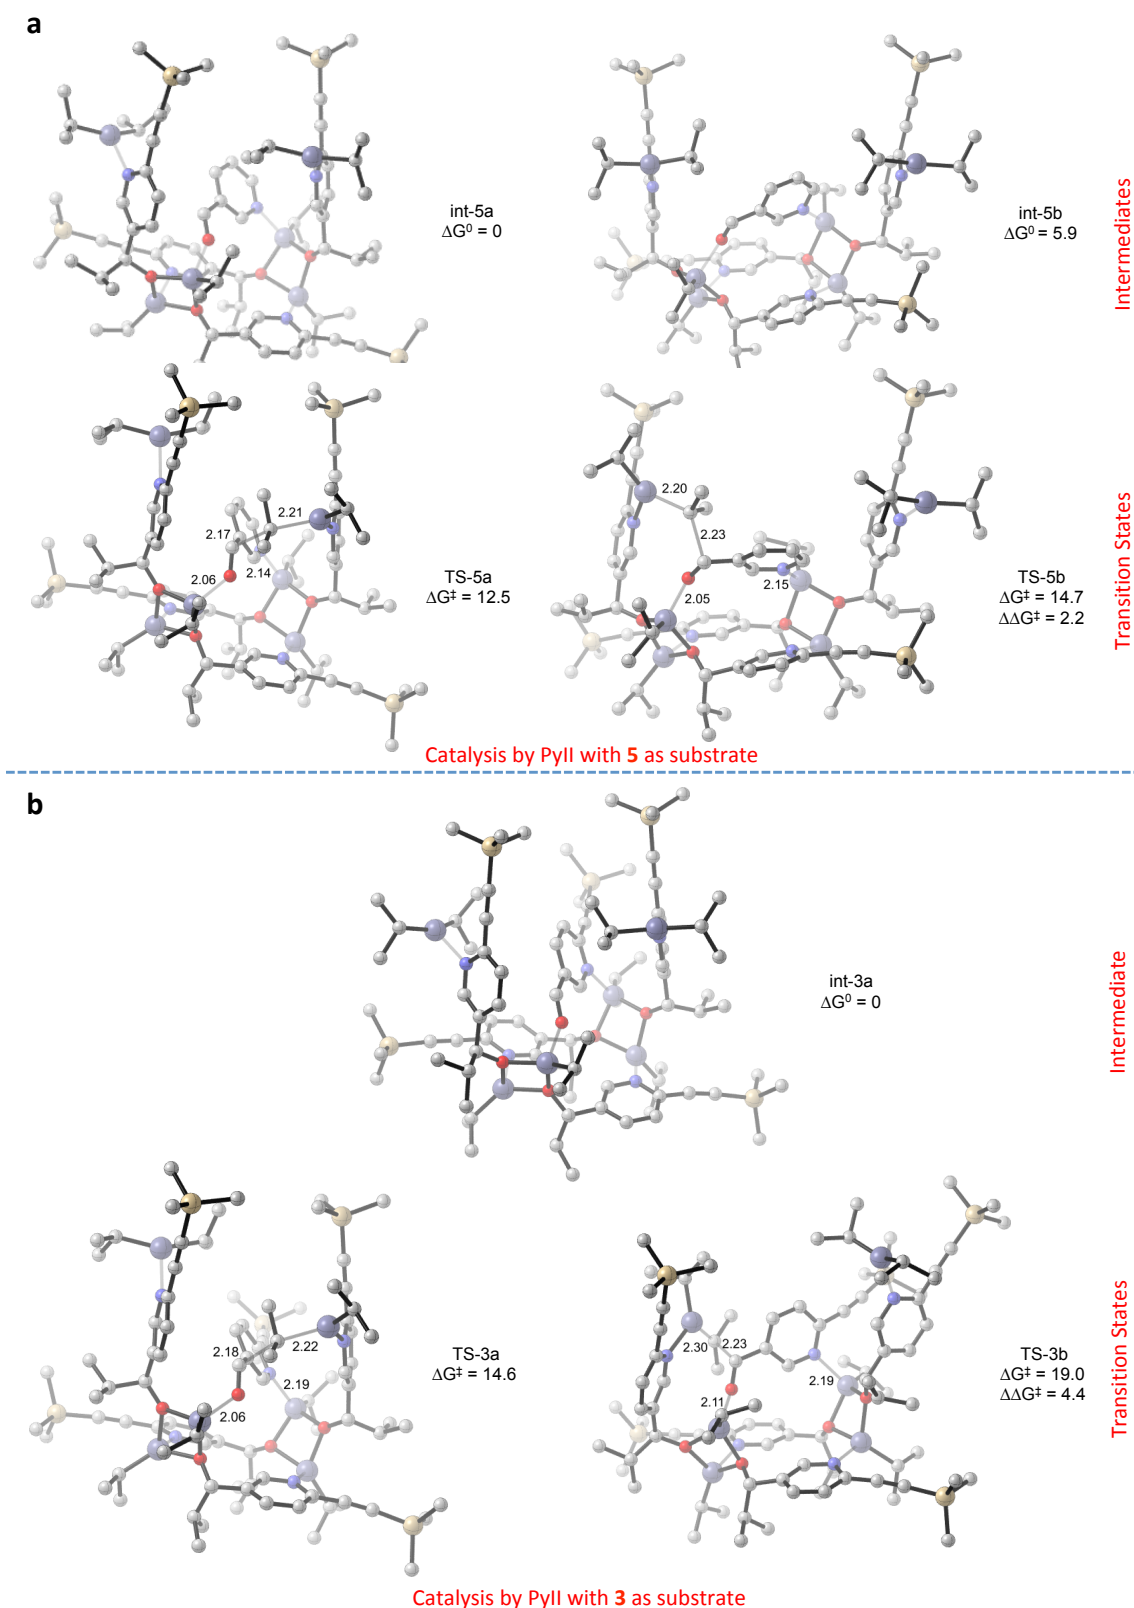 a
int-5a
ΔG⁰ = 0
int-5b
ΔG⁰ = 5.9
Intermediates
2.21
2.17
2.14
2.06
TS-5a
ΔG‡ = 12.5
2.20
2.23
2.15
2.05
TS-5b
ΔG‡ = 14.7
ΔΔG‡ = 2.2
Transition States
Catalysis by PyII with 5 as substrate
b
int-3a
ΔG⁰ = 0
Intermediate
2.22
2.18
2.19
2.06
TS-3a
ΔG‡ = 14.6
2.30
2.23
2.19
2.11
TS-3b
ΔG‡ = 19.0
ΔΔG‡ = 4.4
Transition States
Catalysis by PyII with 3 as substrate